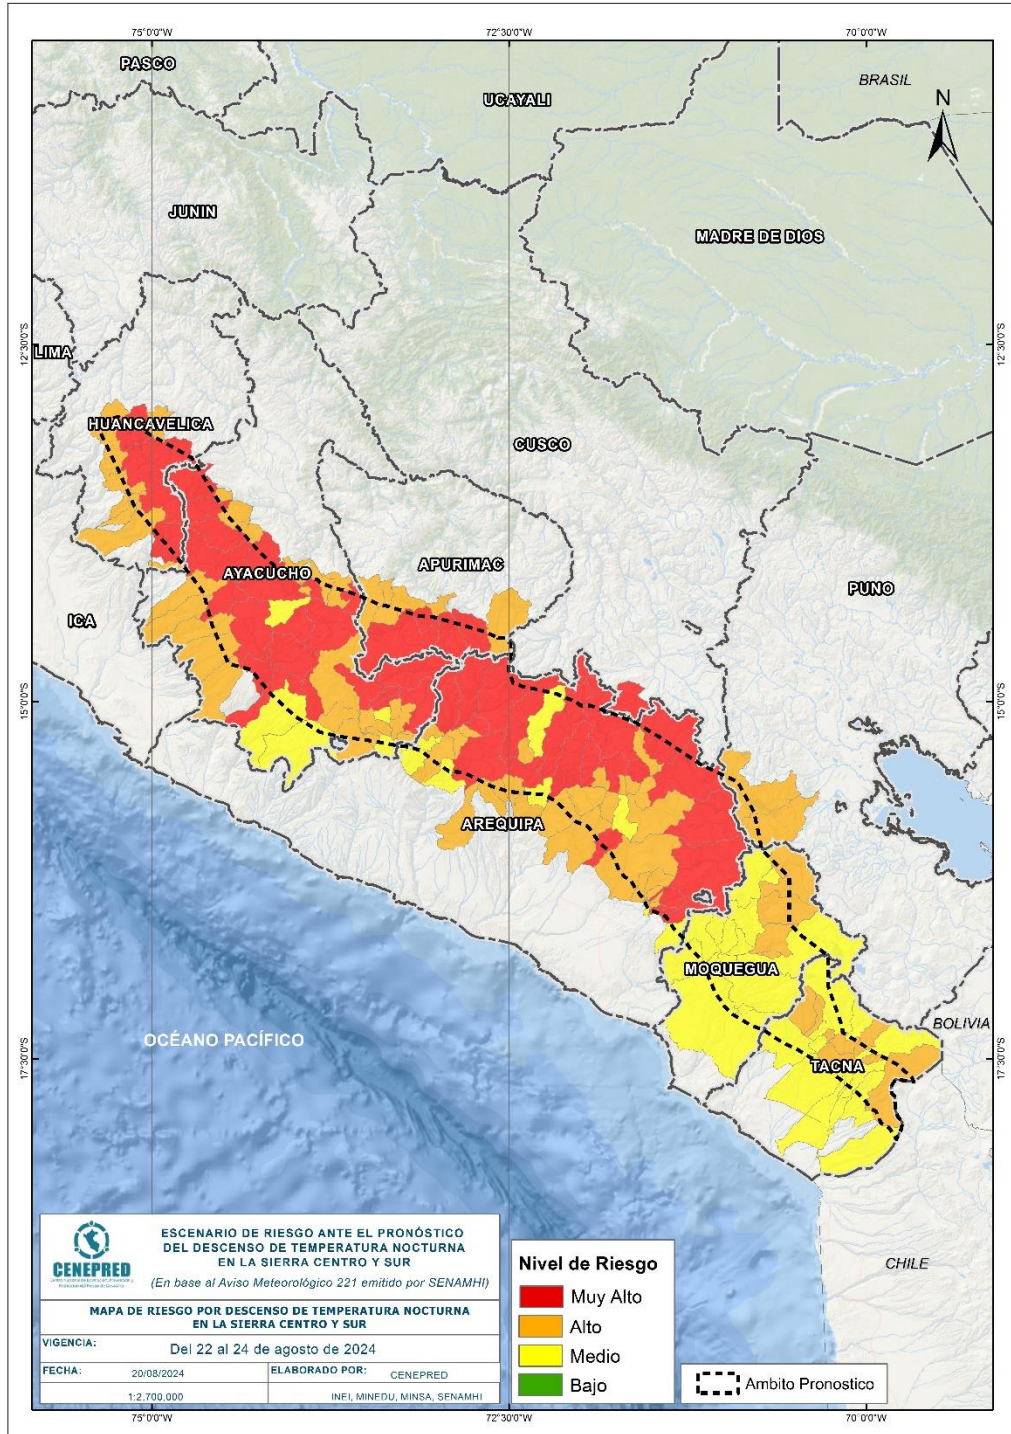 75°0'0"W
72°30'0"W
70°0'0"W
PASCO
UCAYALI
BRASIL
N
JUNIN
MADRE DE DIOS
12°30'0"S
12°30'0"S
LIMA
HUANCAVELICA
CUSCO
AYACUCHO
APURIMAC
PUNO
ICA
15°0'0"S
15°0'0"S
AREQUIPA
MOQUEGUA
BOLIVIA
OCÉANO PACÍFICO
17°30'0"S
17°30'0"S
TACNA
CHILE
CENEPRED
ESCENARIO DE RIESGO ANTE EL PRONÓSTICO
DEL DESCENSO DE TEMPERATURA NOCTURNA
EN LA SIERRA CENTRO Y SUR
(En base al Aviso Meteorológico 221 emitido por SENAMHI)
MAPA DE RIESGO POR DESCENSO DE TEMPERATURA NOCTURNA
EN LA SIERRA CENTRO Y SUR
VIGENCIA:
Del 22 al 24 de agosto de 2024
FECHA:
20/08/2024
ELABORADO POR:
CENEPRED
1:2.700.000
INEI, MINEDU, MINSA, SENAMHI
Nivel de Riesgo
Muy Alto
Alto
Medio
Bajo
Ambito Pronostico
75°0'0"W
72°30'0"W
70°0'0"W